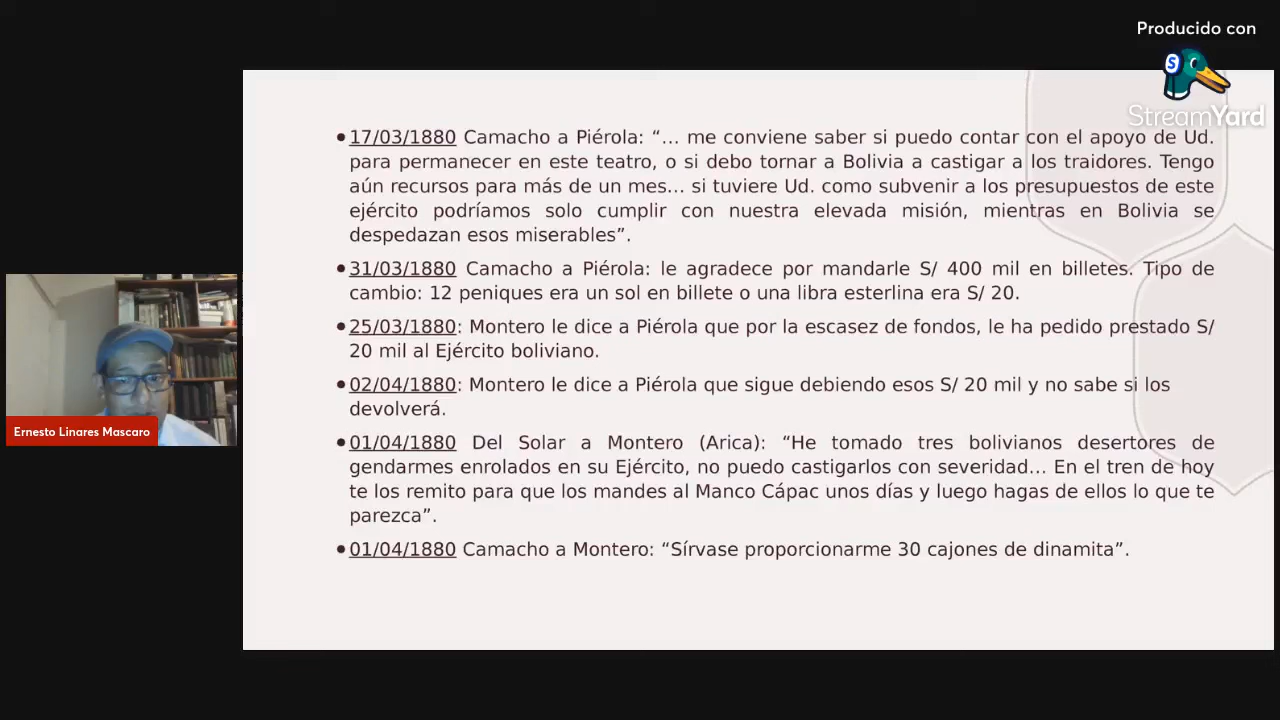 Producido con
StreamYard
• 17/03/1880 Camacho a Piérola: “... me conviene saber si puedo contar con el apoyo de Ud.
para permanecer en este teatro, o si debo tornar a Bolivia a castigar a los traidores. Tengo
aún recursos para más de un mes... si tuviere Ud. como subvenir a los presupuestos de este
ejército podríamos solo cumplir con nuestra elevada misión, mientras en Bolivia se
despedazan esos miserables”.
• 31/03/1880 Camacho a Piérola: le agradece por mandarle S/ 400 mil en billetes. Tipo de
cambio: 12 peniques era un sol en billete o una libra esterlina era S/ 20.
• 25/03/1880: Montero le dice a Piérola que por la escasez de fondos, le ha pedido prestado S/
20 mil al Ejército boliviano.
• 02/04/1880: Montero le dice a Piérola que sigue debiendo esos S/ 20 mil y no sabe si los
devolverá.
• 01/04/1880 Del Solar a Montero (Arica): “He tomado tres bolivianos desertores de
gendarmes enrolados en su Ejército, no puedo castigarlos con severidad... En el tren de hoy
te los remito para que los mandes al Manco Cápac unos días y luego hagas de ellos lo que te
parezca”.
• 01/04/1880 Camacho a Montero: “Sírvase proporcionarme 30 cajones de dinamita”.
Ernesto Linares Mascaro